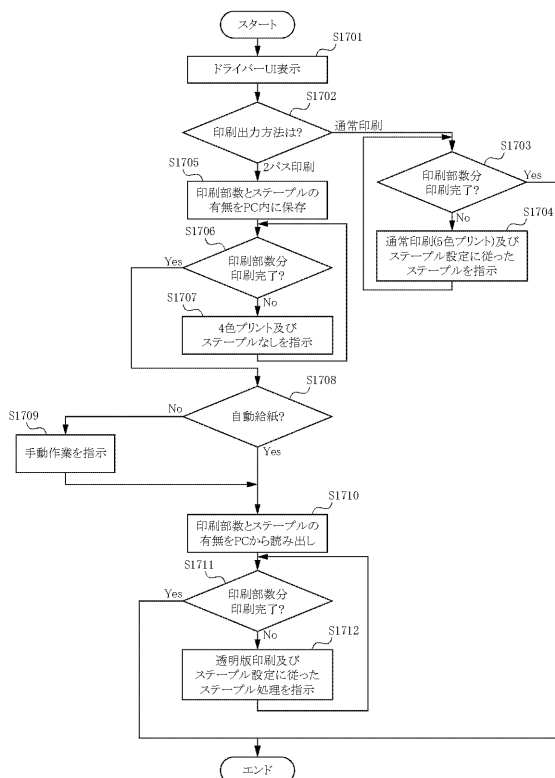 スタート
S1701
ドライバーUI表示
S1702
印刷出力方法は?
通常印刷
2パス印刷
S1703
印刷部数分
印刷完了?
Yes
No
S1704
通常印刷(5色プリント)及び
ステープル設定に従った
ステープルを指示
S1705
印刷部数とステープルの
有無をPC内に保存
S1706
Yes
印刷部数分
印刷完了?
No
S1707
4色プリント及び
ステープルなしを指示
S1708
No
自動給紙?
Yes
S1709
手動作業を指示
S1710
印刷部数とステープルの
有無をPCから読み出し
S1711
Yes
印刷部数分
印刷完了?
No
S1712
透明版印刷及び
ステープル設定に従った
ステープル処理を指示
エンド